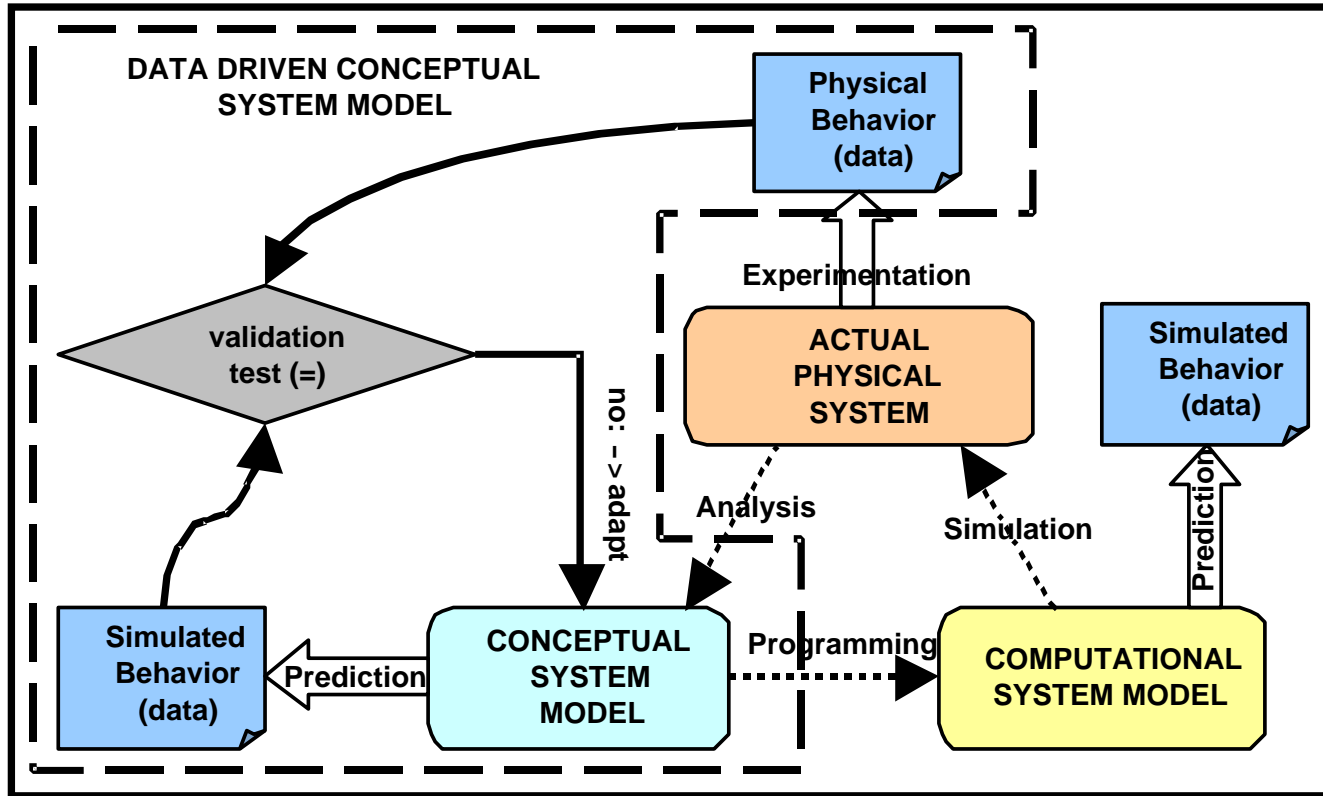 DATA DRIVEN CONCEPTUAL
SYSTEM MODEL
Physical
Behavior
(data)
Experimentation
validation
test (=)
ACTUAL
PHYSICAL
SYSTEM
Simulated
Behavior
(data)
no: –>adapt
Analysis
Simulation
Prediction
Simulated
Behavior
(data)
Prediction
CONCEPTUAL
SYSTEM
MODEL
Programming
COMPUTATIONAL
SYSTEM MODEL